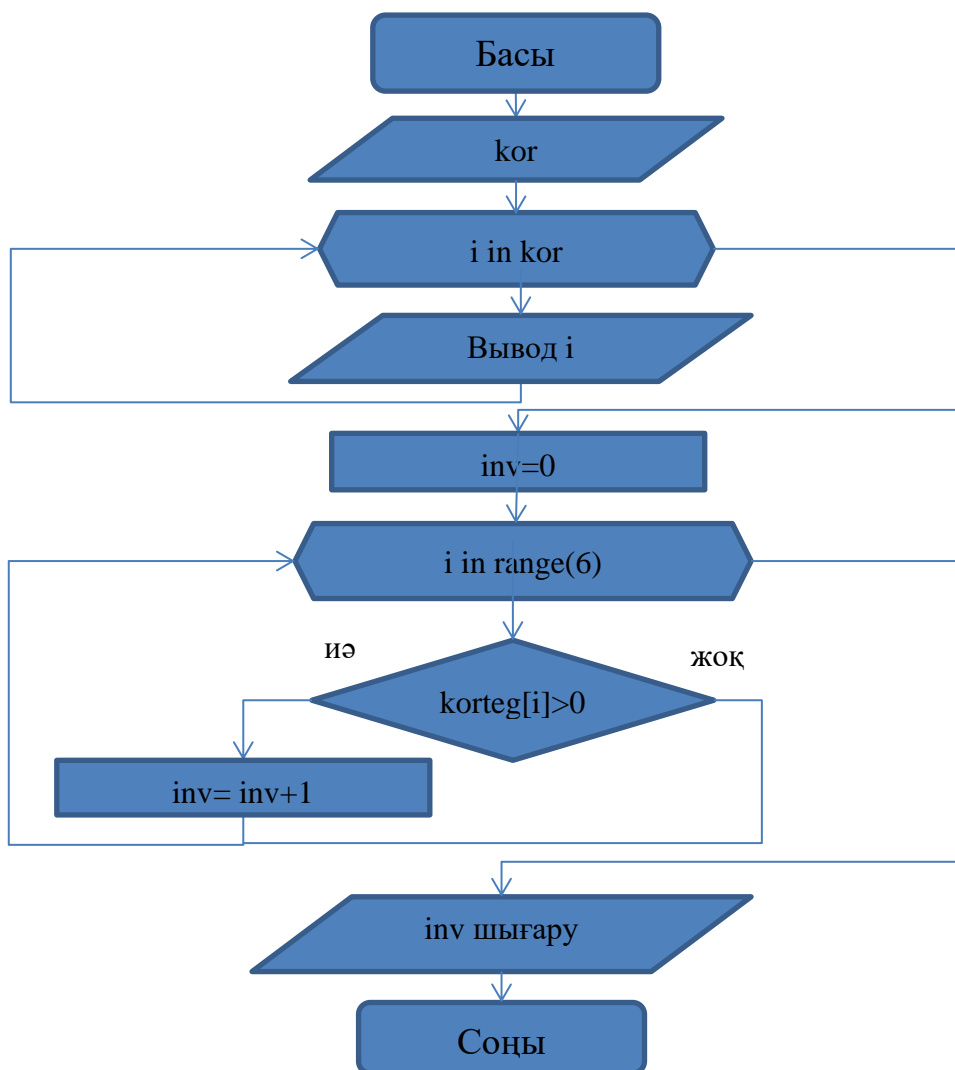 Басы
kor
i in kor
Вывод i
inv=0
i in range(6)
иә
жоқ
korteg[i]>0
inv= inv+1
inv шығару
Соңы